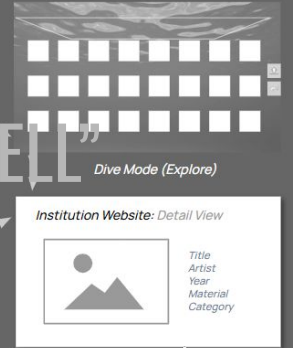 ELL”
Dive Mode (Explore)
Institution Website: Detail View
Title
Artist
Year
Material
Category